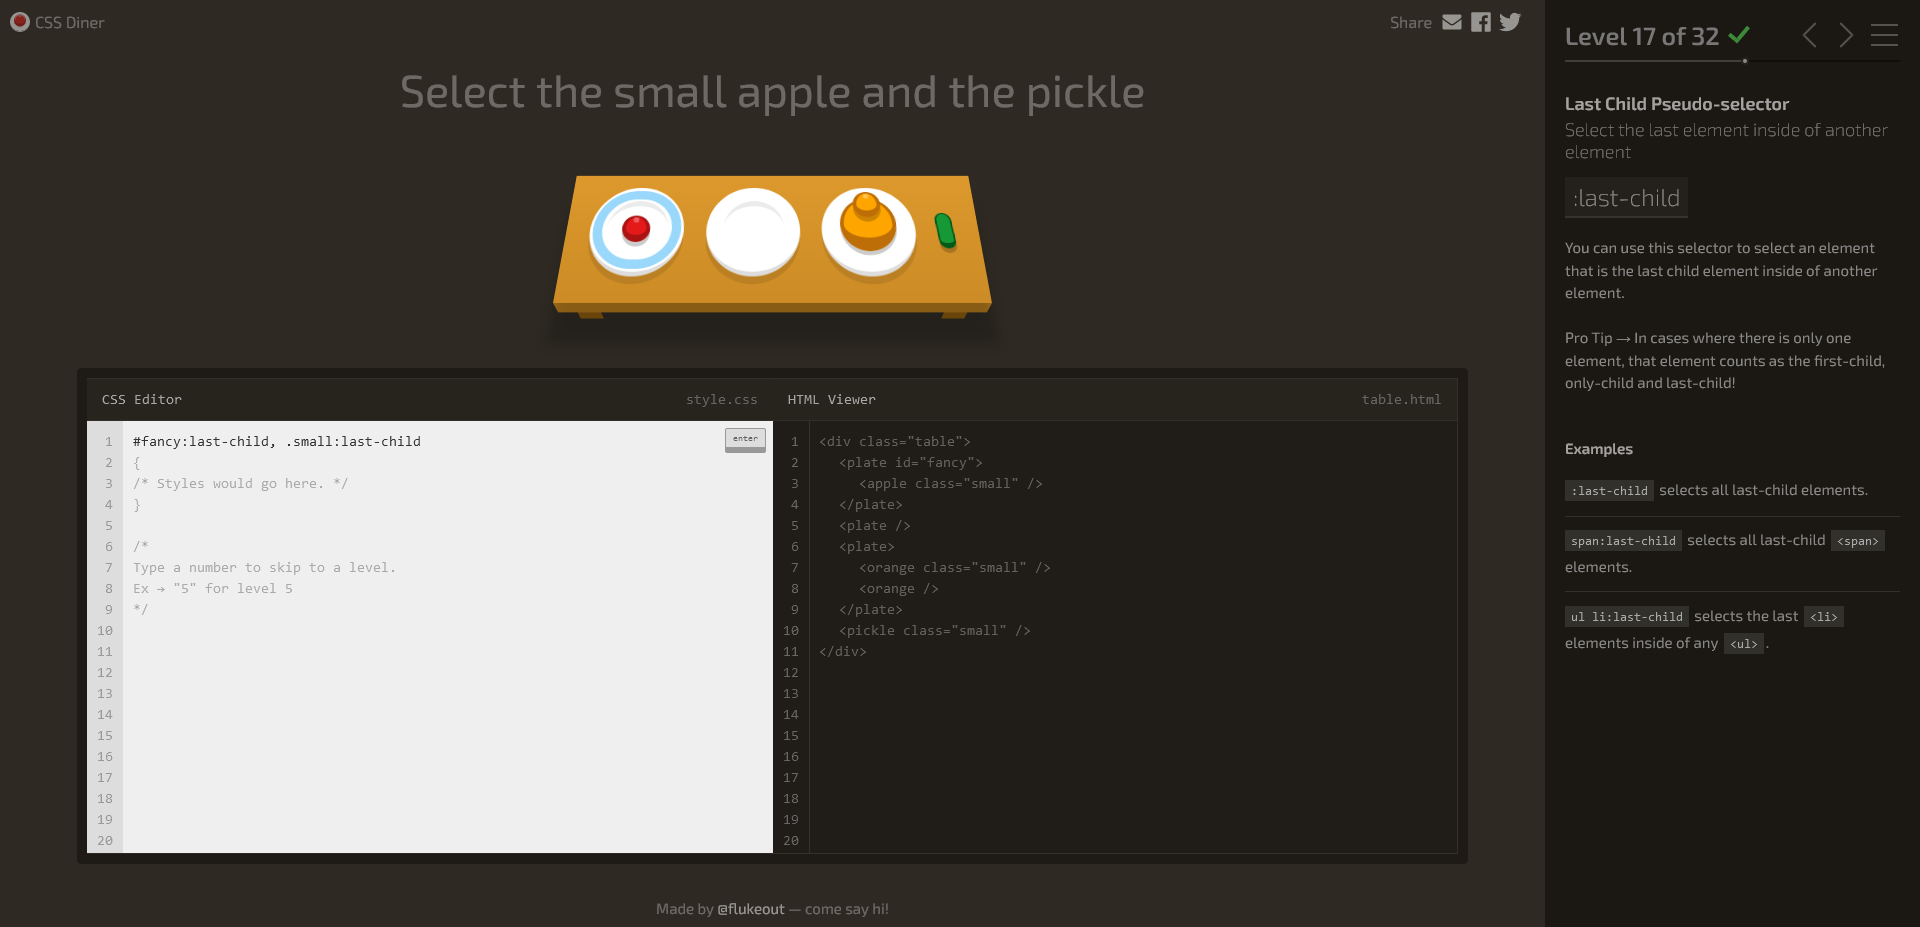 CSS Diner
Share
Select the small apple and the pickle
CSS Editor
style.css
1 #fancy:last-child, .small:last-child
enter
2 {
3 /* Styles would go here. */
4 }
5
6 /*
7 Type a number to skip to a level.
8 Ex → "5" for level 5
9 */
10
11
12
13
14
15
16
17
18
19
20
HTML Viewer
table.html
1 <div class="table">
2 <plate id="fancy">
3 <apple class="small" />
4 </plate>
5 <plate />
6 <plate>
7 <orange class="small" />
8 <orange />
9 </plate>
10 <pickle class="small" />
11 </div>
12
13
14
15
16
17
18
19
20
Made by @flukeout — come say hi!
Level 17 of 32
Last Child Pseudo-selector
Select the last element inside of another
element
:last-child
You can use this selector to select an element
that is the last child element inside of another
element.
Pro Tip → In cases where there is only one
element, that element counts as the first-child,
only-child and last-child!
Examples
:last-child selects all last-child elements.
span:last-child selects all last-child <span>
elements.
ul li:last-child selects the last <li>
elements inside of any <ul>.